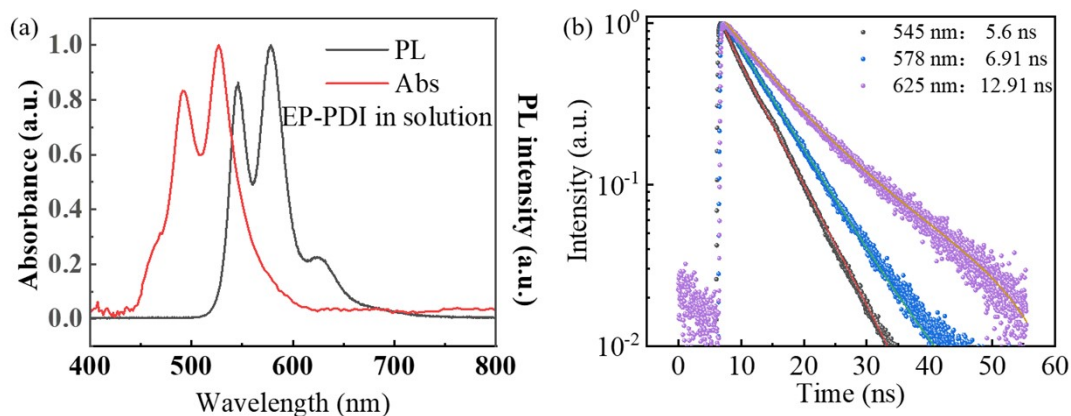 (a)
Absorbance (a.u.)
1.0
0.8
0.6
0.4
0.2
0.0
PL
Abs
EP-PDI in solution
PL intensity (a.u.)
400 500 600 700 800
Wavelength (nm)
(b)
Intensity (a.u.)
10⁰
10⁻¹
10⁻²
545 nm： 5.6 ns
578 nm： 6.91 ns
625 nm： 12.91 ns
0 10 20 30 40 50 60
Time (ns)